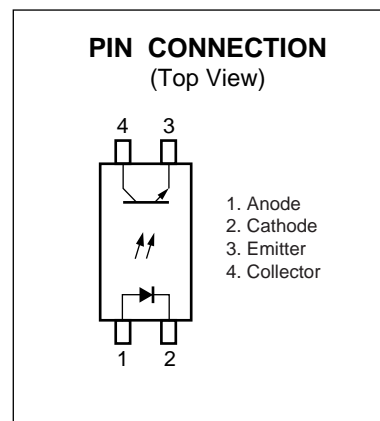 PIN CONNECTION
(Top View)
4 3
1. Anode
2. Cathode
3. Emitter
4. Collector
1 2